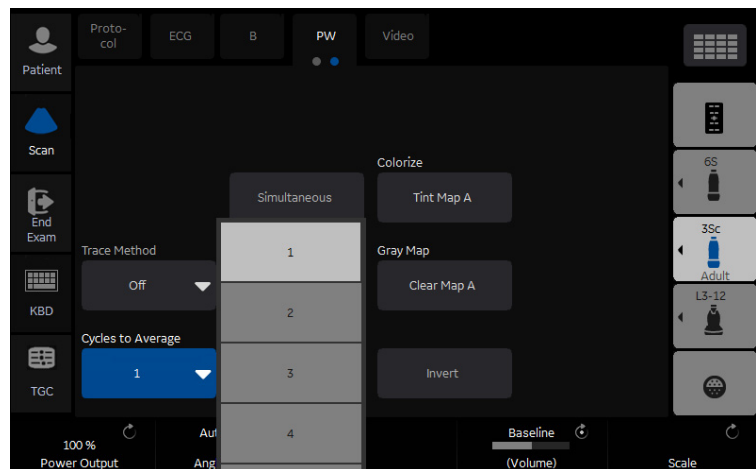 Proto-
col
ECG
B
PW
Video
Patient
Scan
End
Exam
KBD
TGC
Colorize
Simultaneous
Tint Map A
Trace Method
Gray Map
Off
Clear Map A
Cycles to Average
1
Invert
1
2
3
4
6S
3Sc
Adult
L3-12
100 %
Power Output
Baseline
(Volume)
Scale